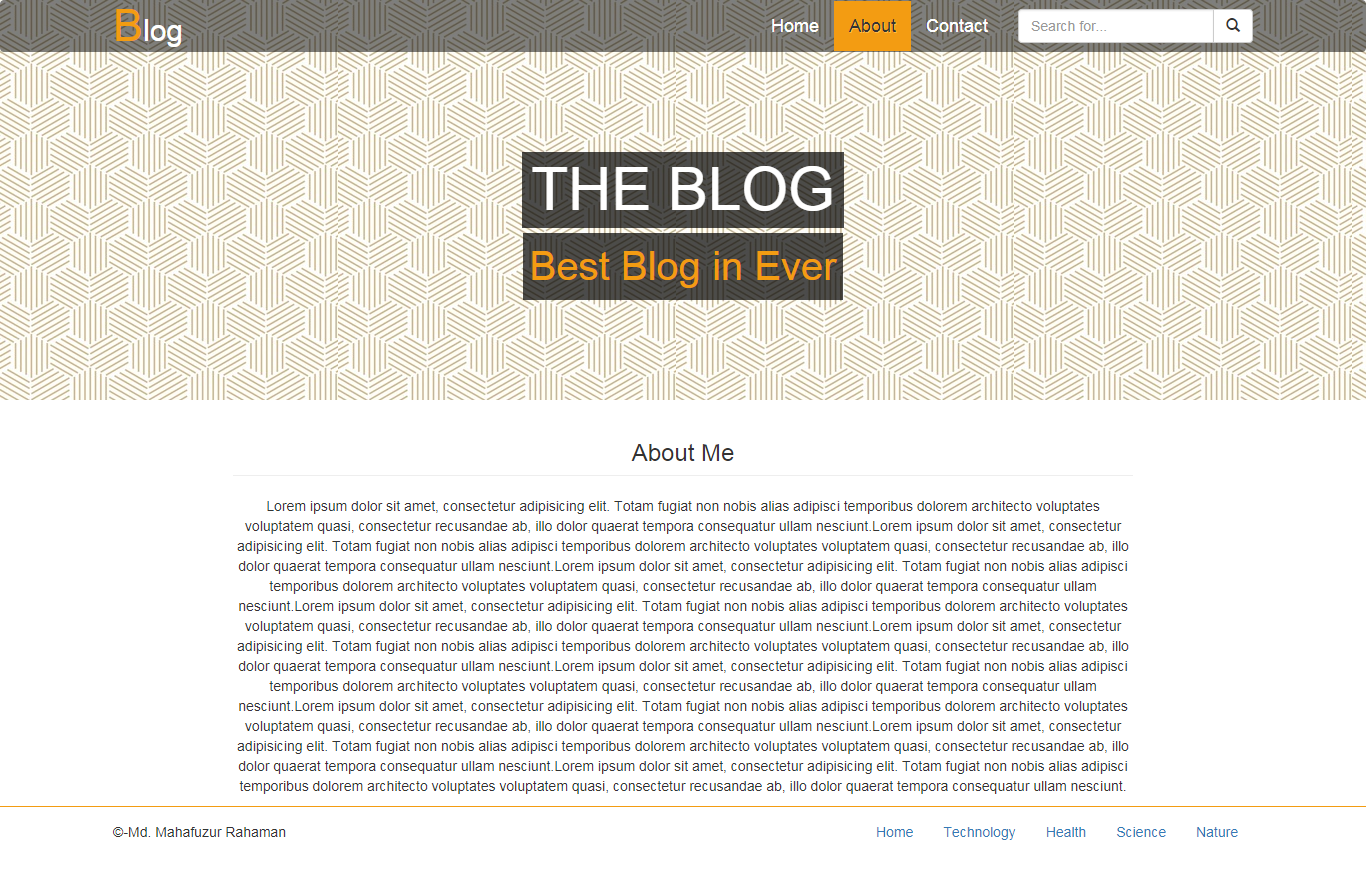 Blog
Home About Contact Search for...
THE BLOG
Best Blog in Ever
About Me
Lorem ipsum dolor sit amet, consectetur adipisicing elit. Totam fugiat non nobis alias adipisci temporibus dolorem architecto voluptates
voluptatem quasi, consectetur recusandae ab, illo dolor quaerat tempora consequatur ullam nesciunt.Lorem ipsum dolor sit amet, consectetur
adipisicing elit. Totam fugiat non nobis alias adipisci temporibus dolorem architecto voluptates voluptatem quasi, consectetur recusandae ab, illo
dolor quaerat tempora consequatur ullam nesciunt.Lorem ipsum dolor sit amet, consectetur adipisicing elit. Totam fugiat non nobis alias adipisci
temporibus dolorem architecto voluptates voluptatem quasi, consectetur recusandae ab, illo dolor quaerat tempora consequatur ullam
nesciunt.Lorem ipsum dolor sit amet, consectetur adipisicing elit. Totam fugiat non nobis alias adipisci temporibus dolorem architecto voluptates
voluptatem quasi, consectetur recusandae ab, illo dolor quaerat tempora consequatur ullam nesciunt.Lorem ipsum dolor sit amet, consectetur
adipisicing elit. Totam fugiat non nobis alias adipisci temporibus dolorem architecto voluptates voluptatem quasi, consectetur recusandae ab, illo
dolor quaerat tempora consequatur ullam nesciunt.Lorem ipsum dolor sit amet, consectetur adipisicing elit. Totam fugiat non nobis alias adipisci
temporibus dolorem architecto voluptates voluptatem quasi, consectetur recusandae ab, illo dolor quaerat tempora consequatur ullam
nesciunt.Lorem ipsum dolor sit amet, consectetur adipisicing elit. Totam fugiat non nobis alias adipisci temporibus dolorem architecto voluptates
voluptatem quasi, consectetur recusandae ab, illo dolor quaerat tempora consequatur ullam nesciunt.Lorem ipsum dolor sit amet, consectetur
adipisicing elit. Totam fugiat non nobis alias adipisci temporibus dolorem architecto voluptates voluptatem quasi, consectetur recusandae ab, illo
dolor quaerat tempora consequatur ullam nesciunt.Lorem ipsum dolor sit amet, consectetur adipisicing elit. Totam fugiat non nobis alias adipisci
temporibus dolorem architecto voluptates voluptatem quasi, consectetur recusandae ab, illo dolor quaerat tempora consequatur ullam nesciunt.
©-Md. Mahafuzur Rahaman
Home Technology Health Science Nature